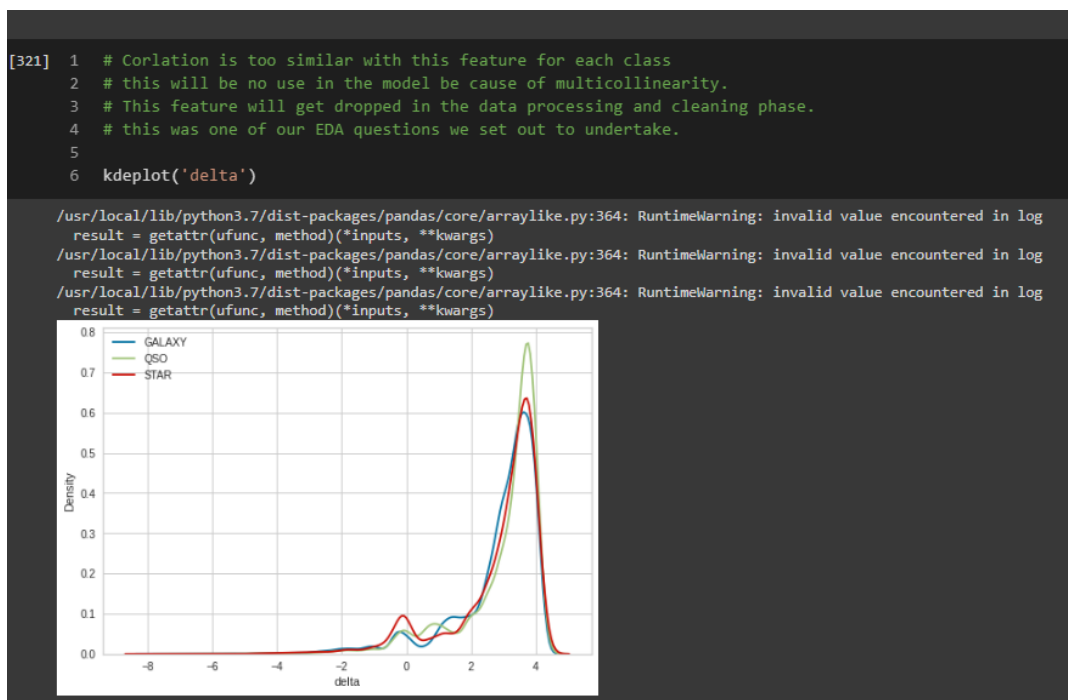 [321] 1 # Corlation is too similar with this feature for each class
2 # this will be no use in the model be cause of multicollinearity.
3 # This feature will get dropped in the data processing and cleaning phase.
4 # this was one of our EDA questions we set out to undertake.
5
6 kdeplot('delta')
/usr/local/lib/python3.7/dist-packages/pandas/core/arraylike.py:364: RuntimeWarning: invalid value encountered in log
result = getattr(ufunc, method)(*inputs, **kwargs)
/usr/local/lib/python3.7/dist-packages/pandas/core/arraylike.py:364: RuntimeWarning: invalid value encountered in log
result = getattr(ufunc, method)(*inputs, **kwargs)
/usr/local/lib/python3.7/dist-packages/pandas/core/arraylike.py:364: RuntimeWarning: invalid value encountered in log
result = getattr(ufunc, method)(*inputs, **kwargs)
0.8
GALAXY
QSO
STAR
0.7
0.6
0.5
0.4
0.3
0.2
0.1
0.0
Density
−8 −6 −4 −2 0 2 4
delta